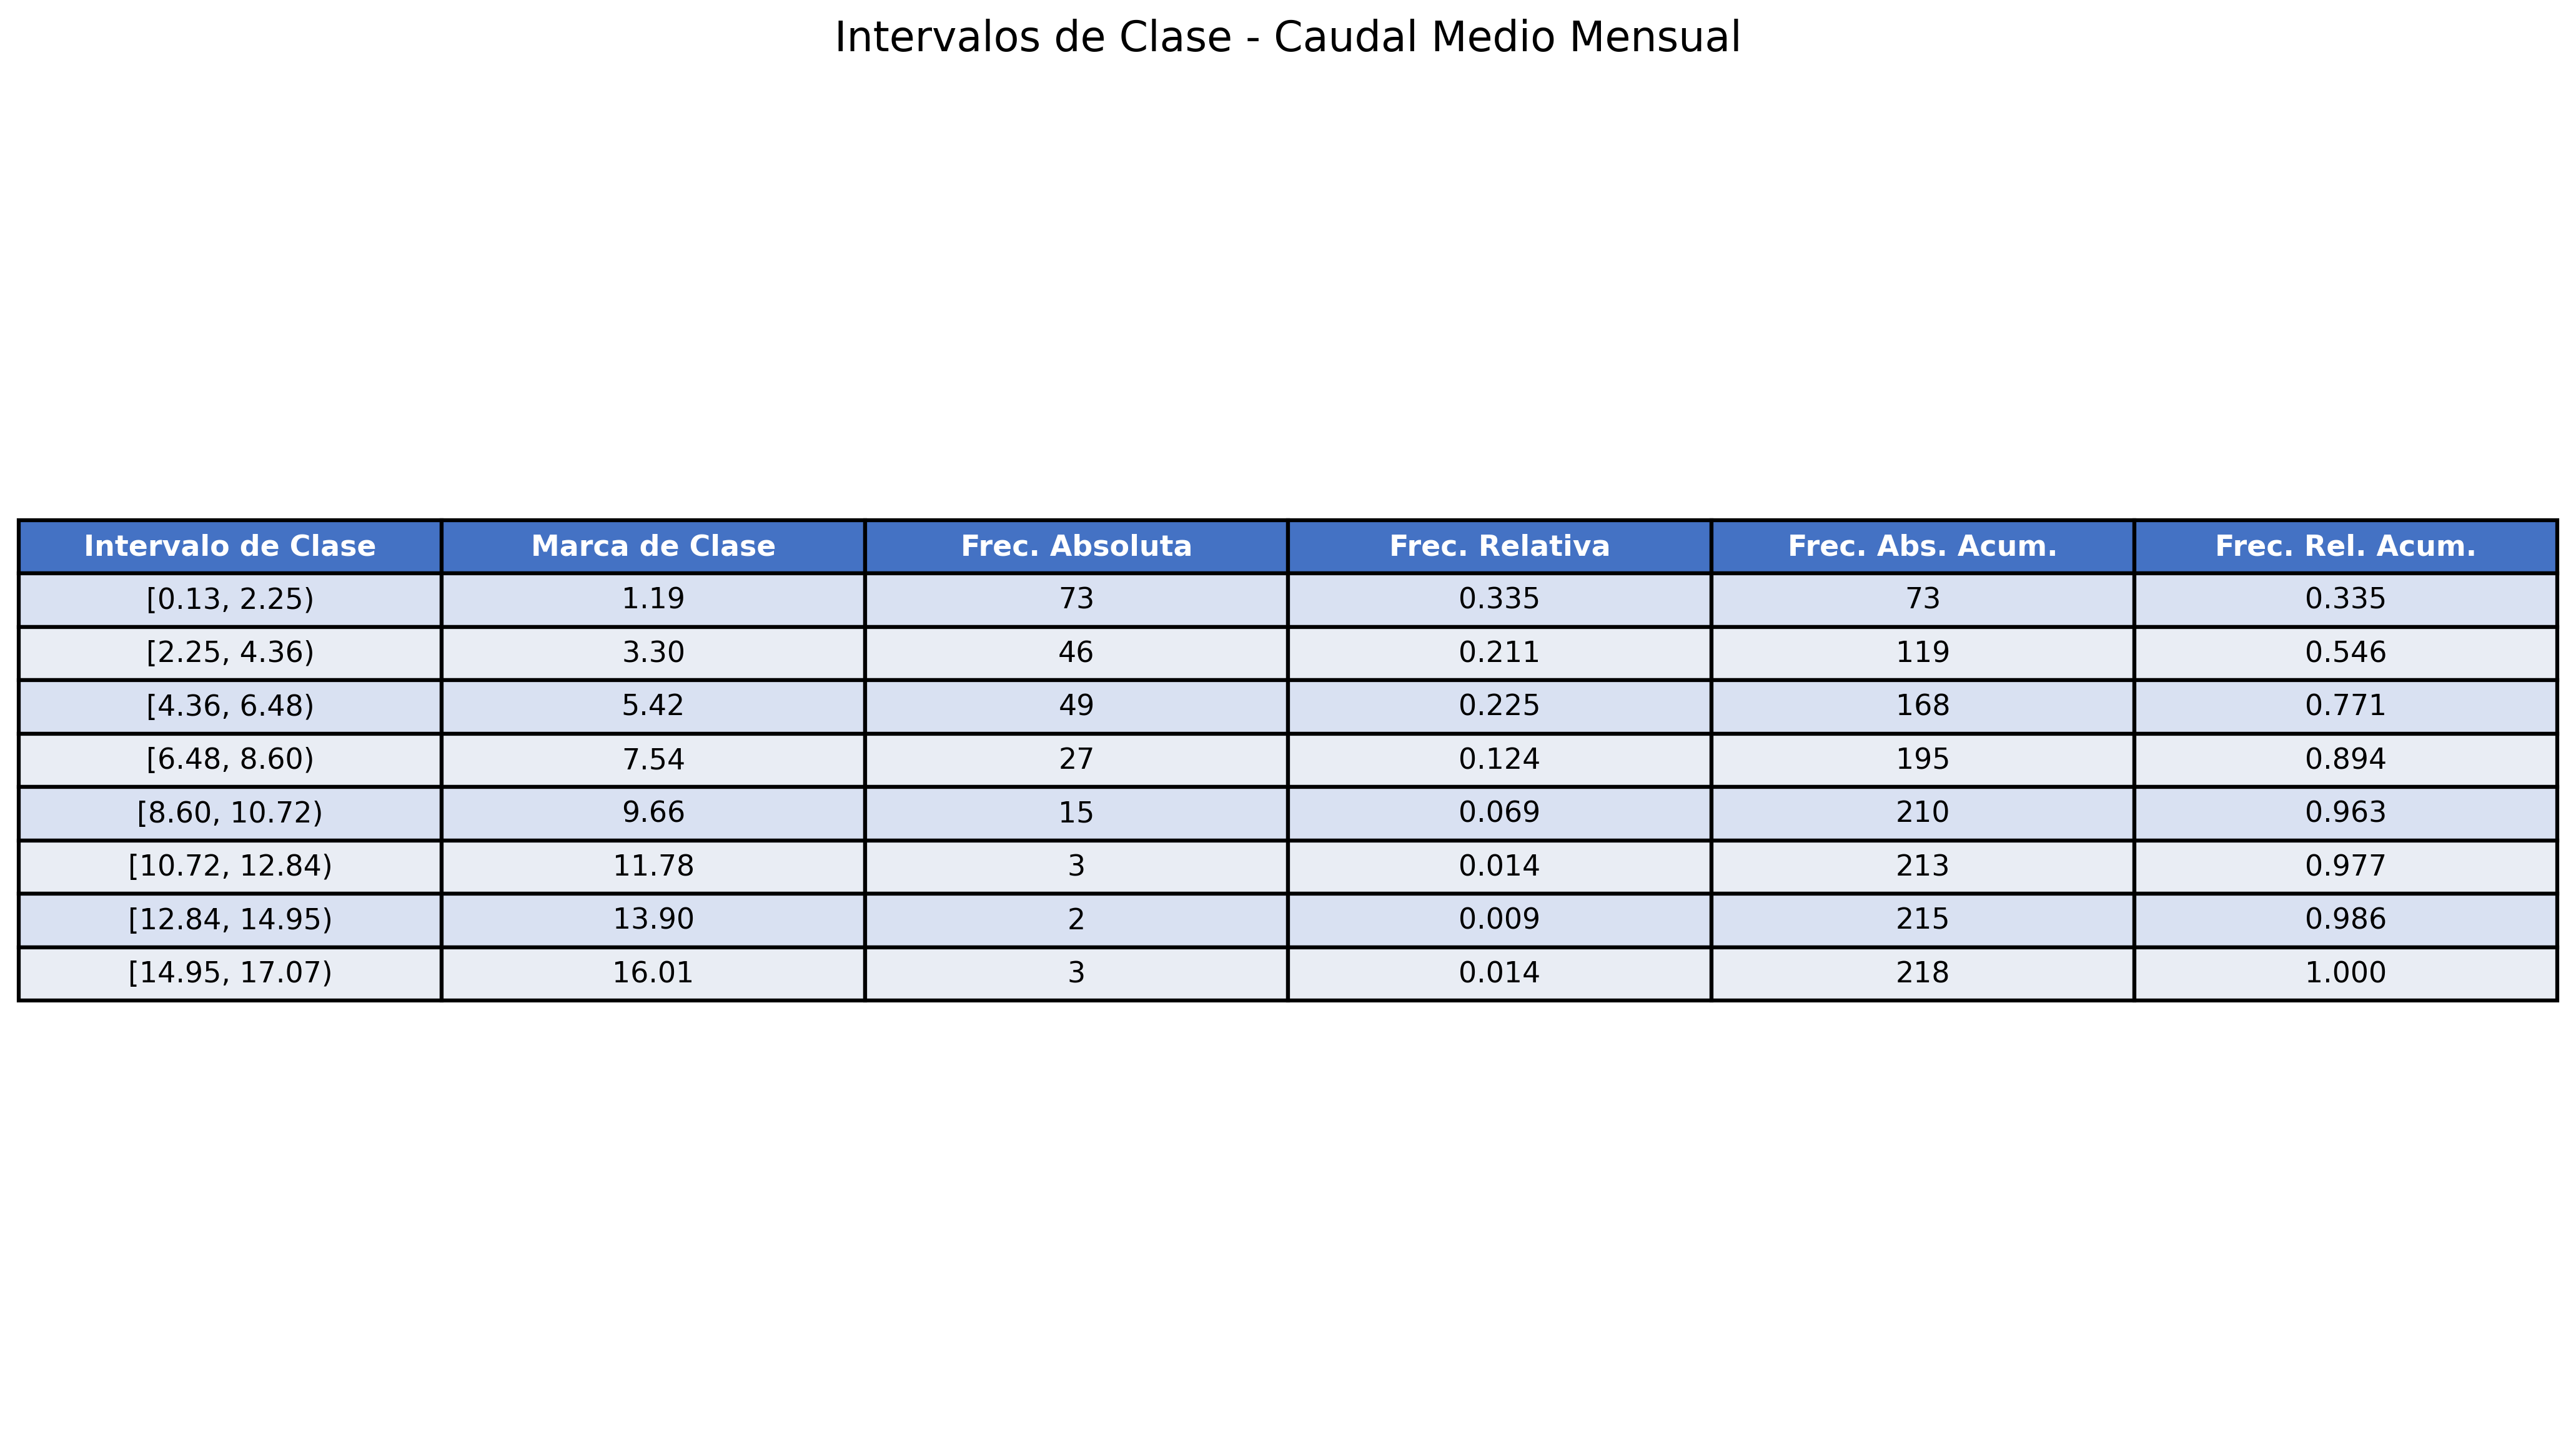 Intervalos de Clase - Caudal Medio Mensual
Intervalo de Clase Marca de Clase Frec. Absoluta Frec. Relativa Frec. Abs. Acum. Frec. Rel. Acum.
[0.13, 2.25) 1.19 73 0.335 73 0.335
[2.25, 4.36) 3.30 46 0.211 119 0.546
[4.36, 6.48) 5.42 49 0.225 168 0.771
[6.48, 8.60) 7.54 27 0.124 195 0.894
[8.60, 10.72) 9.66 15 0.069 210 0.963
[10.72, 12.84) 11.78 3 0.014 213 0.977
[12.84, 14.95) 13.90 2 0.009 215 0.986
[14.95, 17.07) 16.01 3 0.014 218 1.000